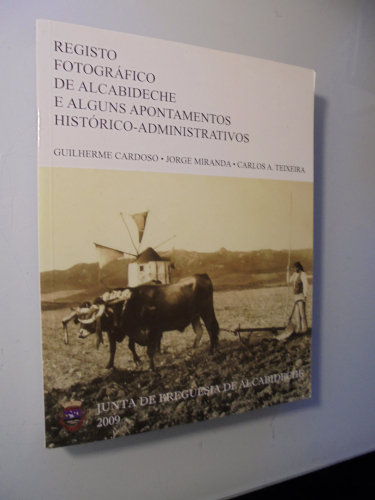 REGISTO
FOTOGRÁFICO
DE ALCABIDECHE
E ALGUNS APONTAMENTOS
HISTÓRICO-ADMINISTRATIVOS
GUILHERME CARDOSO • JORGE MIRANDA • CARLOS A. TEIXEIRA
JUNTA DE FREGUESIA DE ALCABIDECHE
2009